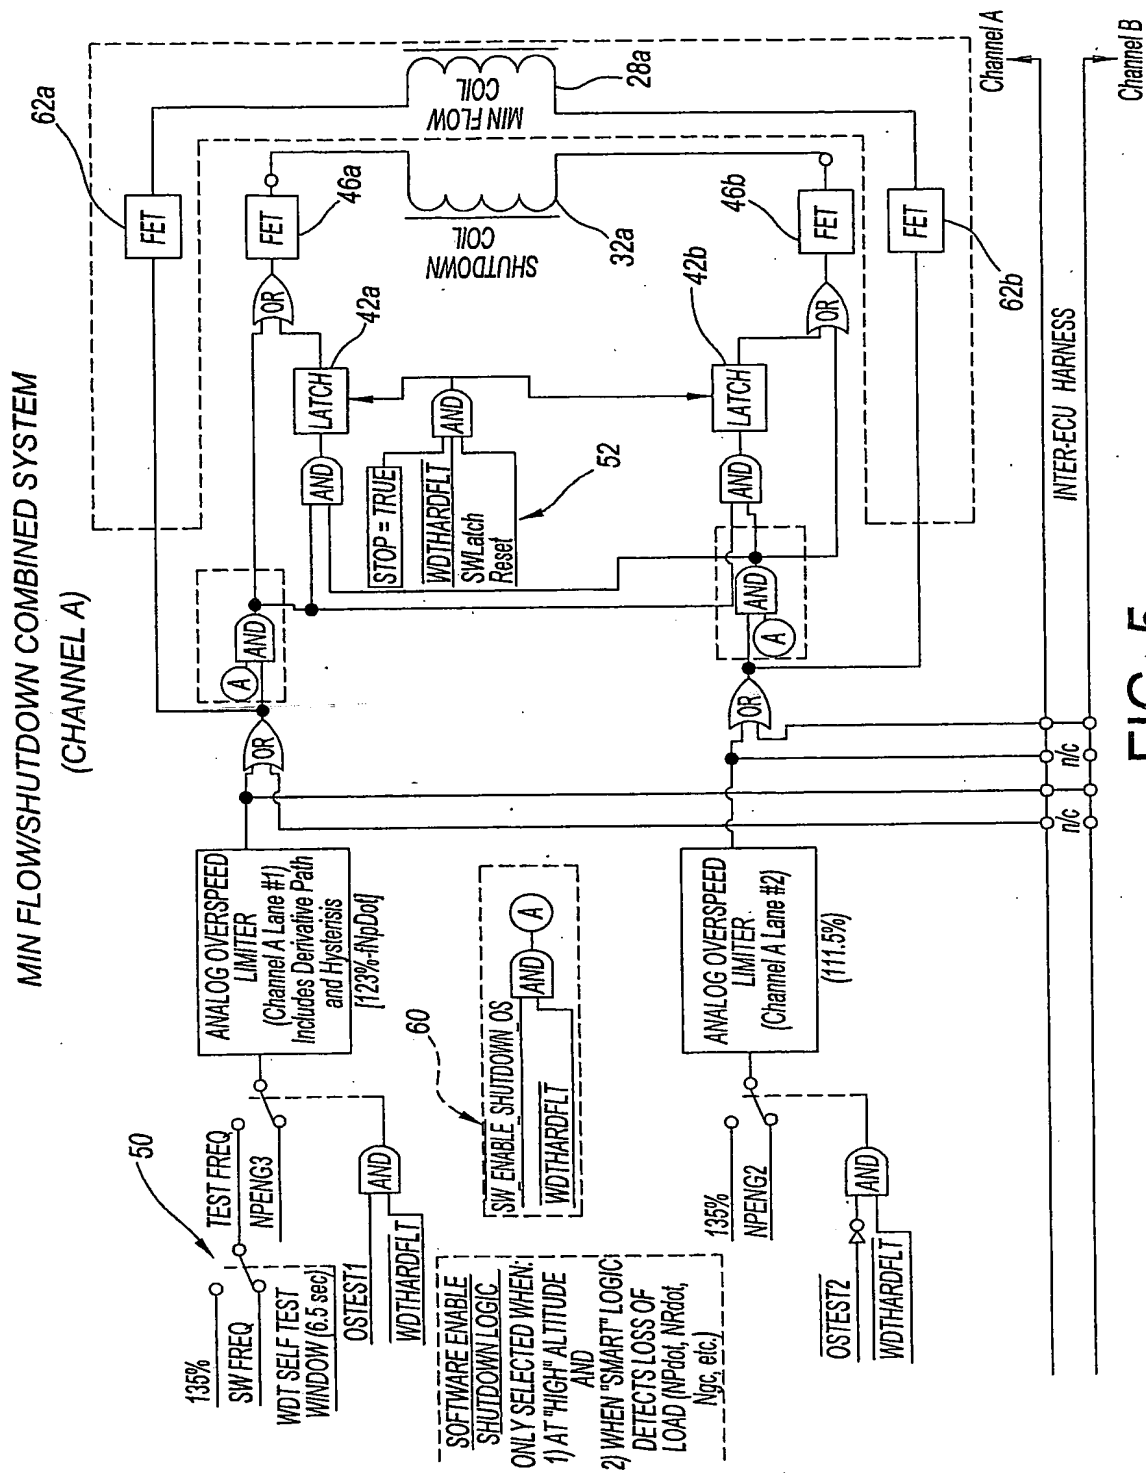 MIN FLOW/SHUTDOWN COMBINED SYSTEM
(CHANNEL A)
50
135%
SW FREQ
WDT SELF TEST
WINDOW (6.5 sec)
TEST FREQ
NPENG3
OSTEST1
WDTHARDFLT
AND
ANALOG OVERSPEED
LIMITER
(Channel A Lane #1)
Includes Derivative Path
and Hysterisis
[123%-fNpDot]
OR
A
AND
62a
FET
OR
FET
46a
AND
LATCH
42a
STOP = TRUE
WDTHARDFLT
SWLatch
Reset
AND
52
SHUTDOWN
COIL
32a
MIN FLOW
COIL
28a
SOFTWARE ENABLE
SHUTDOWN LOGIC
ONLY SELECTED WHEN:
1) AT "HIGH" ALTITUDE
AND
2) WHEN "SMART" LOGIC
DETECTS LOSS OF
LOAD (NPdot, NRdot,
Ngc, etc.)
60
SW ENABLE SHUTDOWN OS
WDTHARDFLT
AND
A
135%
NPENG2
OSTEST2
WDTHARDFLT
AND
ANALOG OVERSPEED
LIMITER
(Channel A Lane #2)
(111.5%)
OR
A
AND
AND
LATCH
42b
OR
FET
46b
FET
62b
n/c
n/c
INTER-ECU HARNESS
Channel A
Channel B
FIG. 5